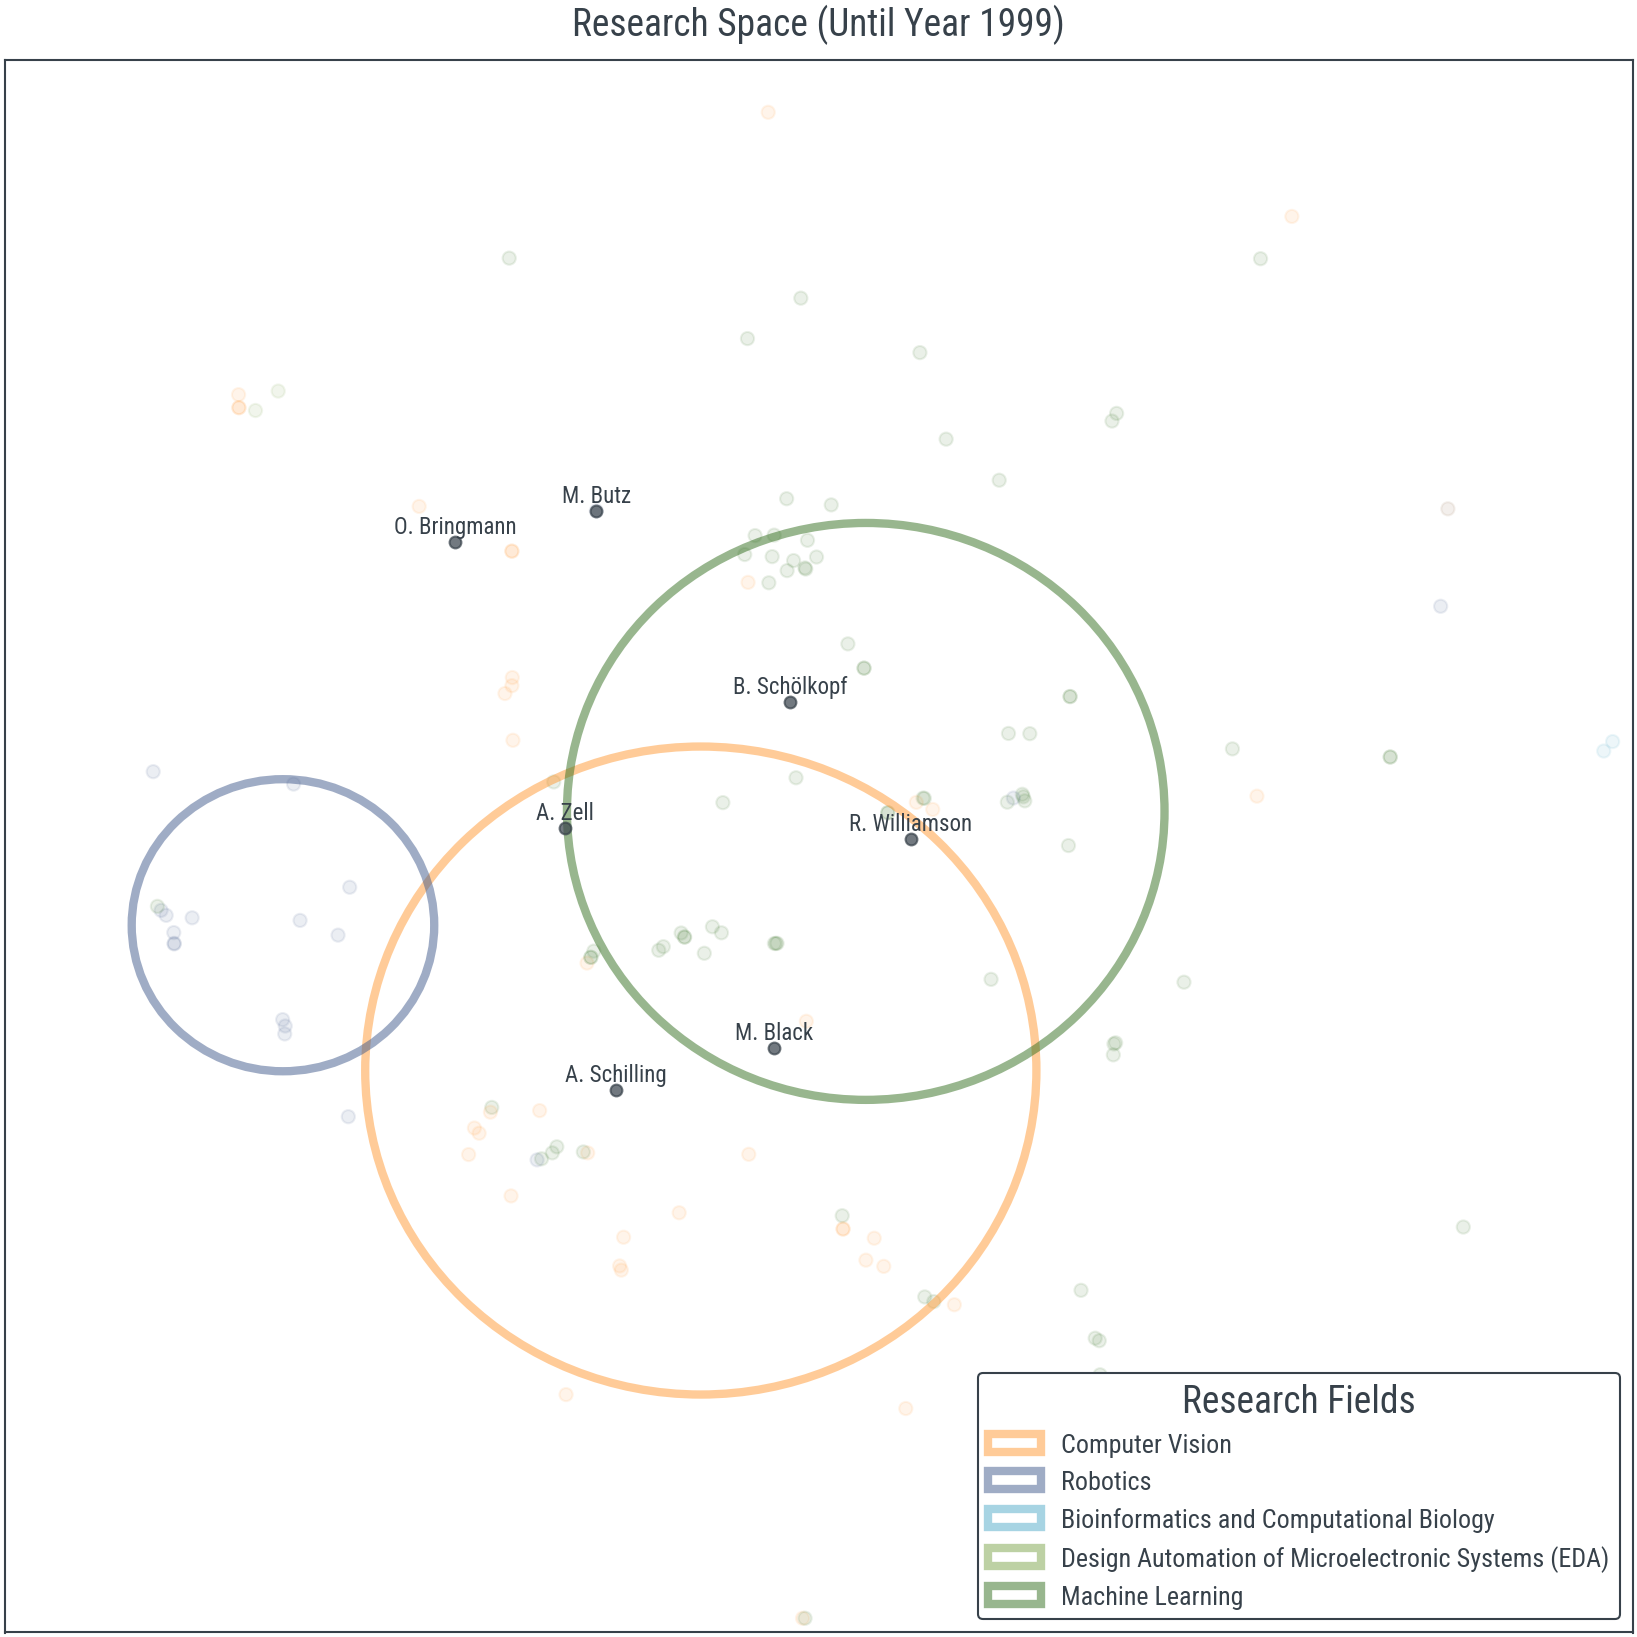 Research Space (Until Year 1999)
M. Butz
O. Bringmann
B. Schölkopf
A. Zell
R. Williamson
M. Black
A. Schilling
Research Fields
Computer Vision
Robotics
Bioinformatics and Computational Biology
Design Automation of Microelectronic Systems (EDA)
Machine Learning